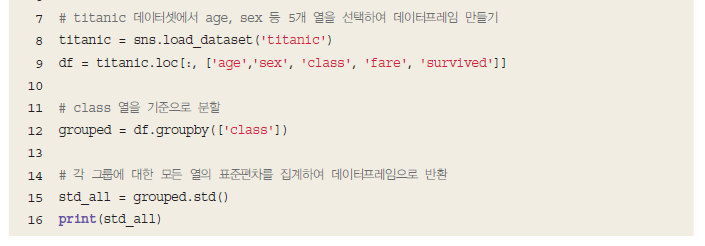 7 # titanic 데이터셋에서 age, sex 등 5개 열을 선택하여 데이터프레임 만들기
8 titanic = sns.load_dataset('titanic')
9 df = titanic.loc[:, ['age','sex', 'class', 'fare', 'survived']]
10
11 # class 열을 기준으로 분할
12 grouped = df.groupby(['class'])
13
14 # 각 그룹에 대한 모든 열의 표준편차를 집계하여 데이터프레임으로 반환
15 std_all = grouped.std()
16 print(std_all)